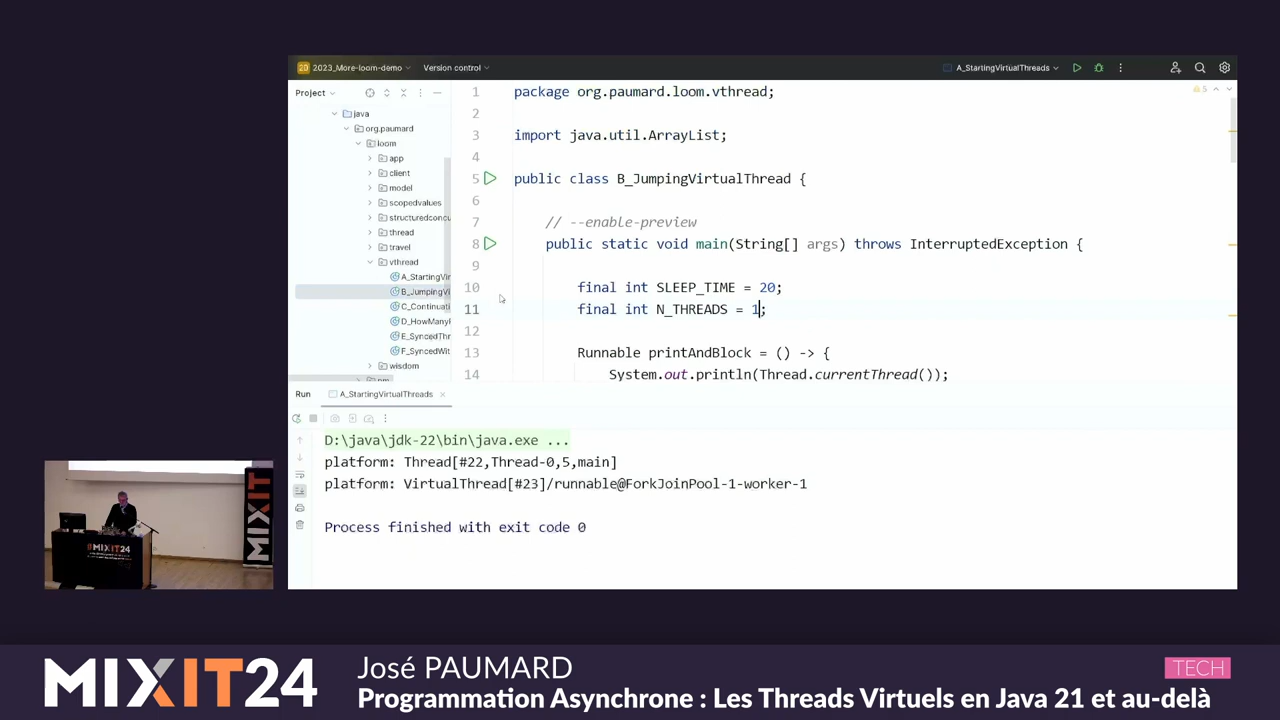 2D 2023_More-loom-demo Version control A_StartingVirtualThreads
Project
java
org.paumard
loom
app
client
model
scopedvalues
structuredconcu
thread
travel
vthread
A_StartingVir
B_JumpingVi
C_Continuati
D_HowManyP
E_SyncedThr
F_SyncedWit
wisdom
1 package org.paumard.loom.vthread;
2
3 import java.util.ArrayList;
4
5 public class B_JumpingVirtualThread {
6
7 // --enable-preview
8 public static void main(String[] args) throws InterruptedException {
9
10 final int SLEEP_TIME = 20;
11 final int N_THREADS = 1;
12
13 Runnable printAndBlock = () -> {
14 System.out.println(Thread.currentThread());
5
Run A_StartingVirtualThreads
D:\java\jdk-22\bin\java.exe ...
platform: Thread[#22,Thread-0,5,main]
platform: VirtualThread[#23]/runnable@ForkJoinPool-1-worker-1
Process finished with exit code 0
MIXIT
#MIXIT24
MIXIT24
José PAUMARD
TECH
Programmation Asynchrone : Les Threads Virtuels en Java 21 et au-delà